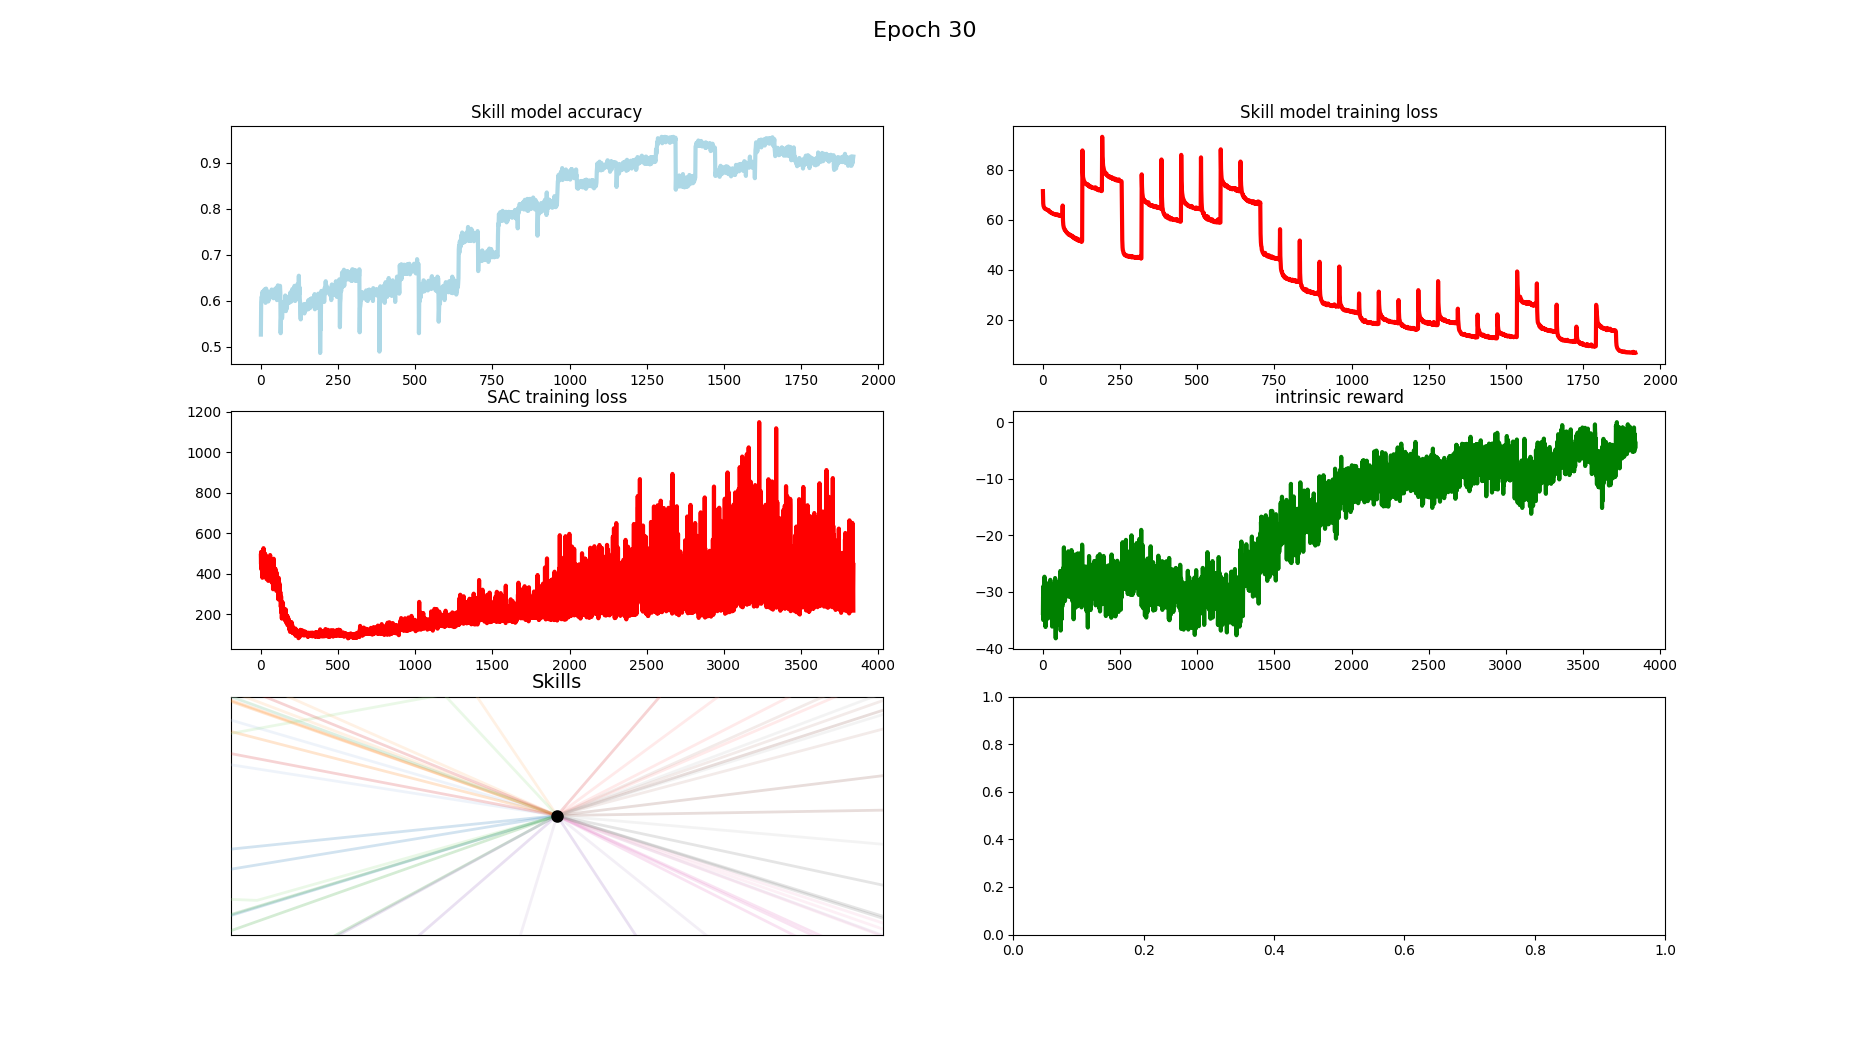 Epoch 30
Skill model accuracy
0.9
0.8
0.7
0.6
0.5
0 250 500 750 1000 1250 1500 1750 2000
Skill model training loss
80
60
40
20
0 250 500 750 1000 1250 1500 1750 2000
SAC training loss
1200
1000
800
600
400
200
0 500 1000 1500 2000 2500 3000 3500 4000
intrinsic reward
0
−10
−20
−30
−40
0 500 1000 1500 2000 2500 3000 3500 4000
Skills
1.0
0.8
0.6
0.4
0.2
0.0
0.0 0.2 0.4 0.6 0.8 1.0